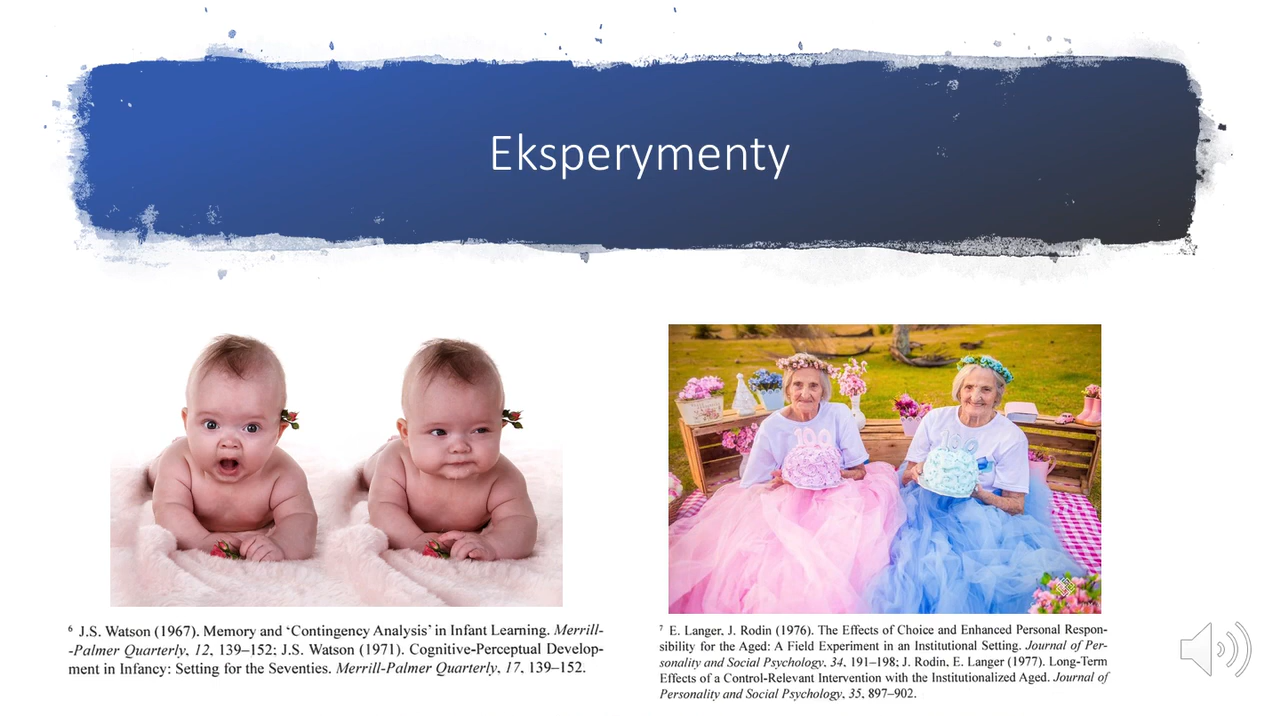 Eksperymenty
100
100
⁶ J.S. Watson (1967). Memory and ‘Contingency Analysis’ in Infant Learning. Merrill-
-Palmer Quarterly, 12, 139–152; J.S. Watson (1971). Cognitive-Perceptual Develop-
ment in Infancy: Setting for the Seventies. Merrill-Palmer Quarterly, 17, 139–152.
⁷ E. Langer, J. Rodin (1976). The Effects of Choice and Enhanced Personal Respon-
sibility for the Aged: A Field Experiment in an Institutional Setting. Journal of Per-
sonality and Social Psychology, 34, 191–198; J. Rodin, E. Langer (1977). Long-Term
Effects of a Control-Relevant Intervention with the Institutionalized Aged. Journal of
Personality and Social Psychology, 35, 897–902.